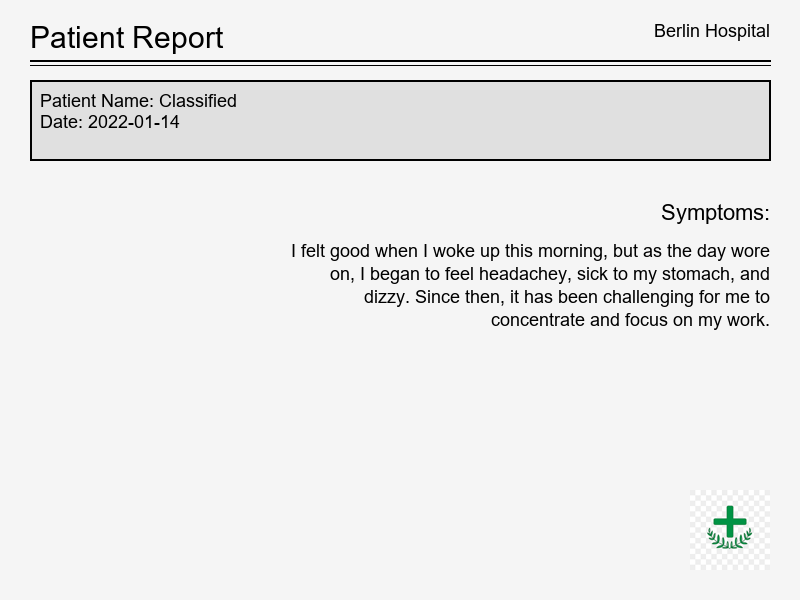 Patient Report
Berlin Hospital
Patient Name: Classified
Date: 2022-01-14
Symptoms:
I felt good when I woke up this morning, but as the day wore
on, I began to feel headachey, sick to my stomach, and
dizzy. Since then, it has been challenging for me to
concentrate and focus on my work.